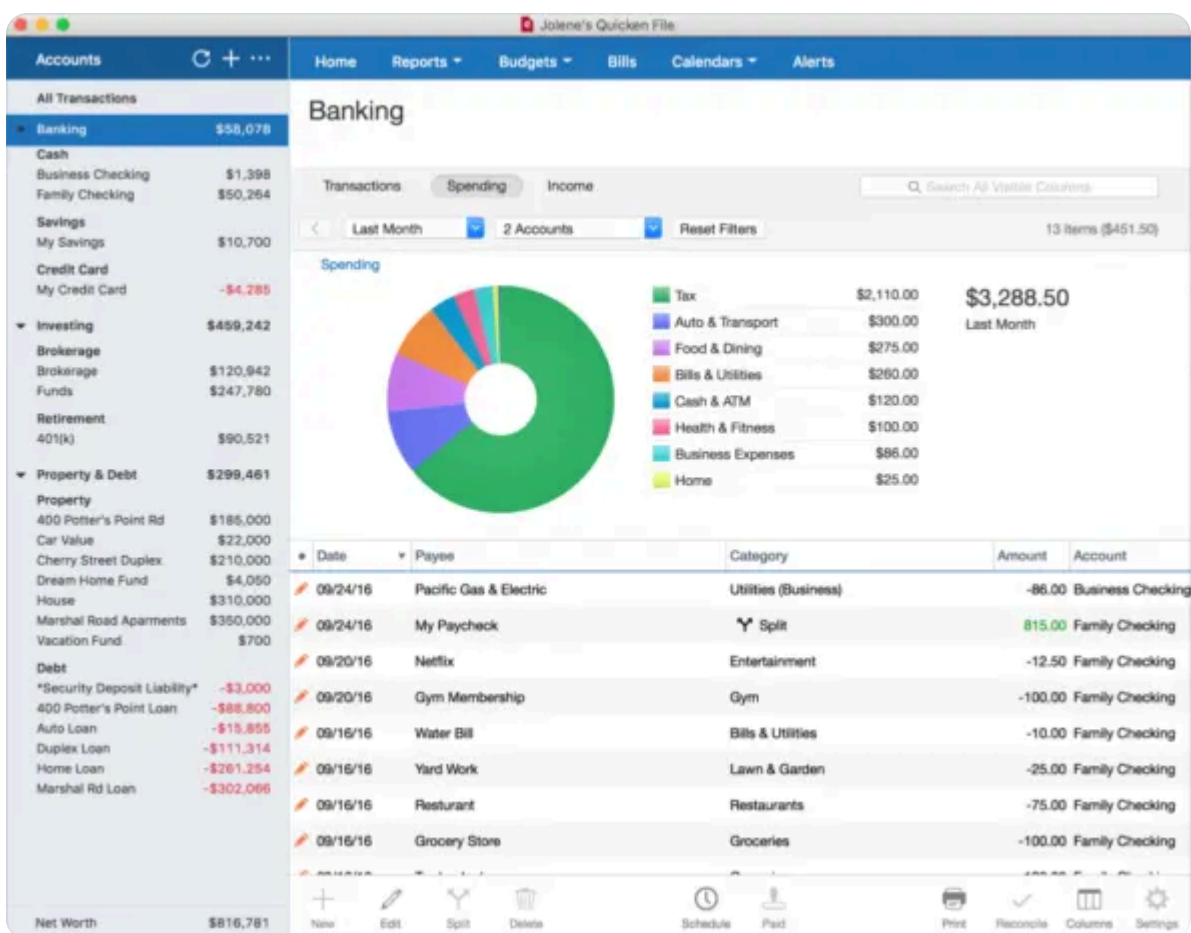 Jolene's Quicken File
Accounts
Home Reports Budgets Bills Calendars Alerts
All Transactions
Banking $58,078
Cash
Business Checking $1,398
Family Checking $50,264
Savings
My Savings $10,700
Credit Card
My Credit Card -$4,285
Investing $459,242
Brokerage
Brokerage $120,942
Funds $247,780
Retirement
401(k) $90,521
Property & Debt $299,461
Property
400 Potter's Point Rd $185,000
Car Value $22,000
Cherry Street Duplex $210,000
Dream Home Fund $4,050
House $310,000
Marshal Road Aparments $350,000
Vacation Fund $700
Debt
*Security Deposit Liability* -$3,000
400 Potter's Point Loan -$88,800
Auto Loan -$15,855
Duplex Loan -$111,314
Home Loan -$261,254
Marshal Rd Loan -$302,066
Net Worth $816,781
Banking
Transactions Spending Income Search All Visible Columns
Last Month 2 Accounts Reset Filters 13 items ($451.50)
Spending
Tax $2,110.00
Auto & Transport $300.00
Food & Dining $275.00
Bills & Utilities $260.00
Cash & ATM $120.00
Health & Fitness $100.00
Business Expenses $86.00
Home $25.00
$3,288.50
Last Month
Date Payee Category Amount Account
09/24/16 Pacific Gas & Electric Utilities (Business) -86.00 Business Checking
09/24/16 My Paycheck Split 815.00 Family Checking
09/20/16 Netflix Entertainment -12.50 Family Checking
09/20/16 Gym Membership Gym -100.00 Family Checking
09/16/16 Water Bill Bills & Utilities -10.00 Family Checking
09/16/16 Yard Work Lawn & Garden -25.00 Family Checking
09/16/16 Resturant Restaurants -75.00 Family Checking
09/16/16 Grocery Store Groceries -100.00 Family Checking
New Edit Split Delete Schedule Paid Print Reconcile Columns Settings